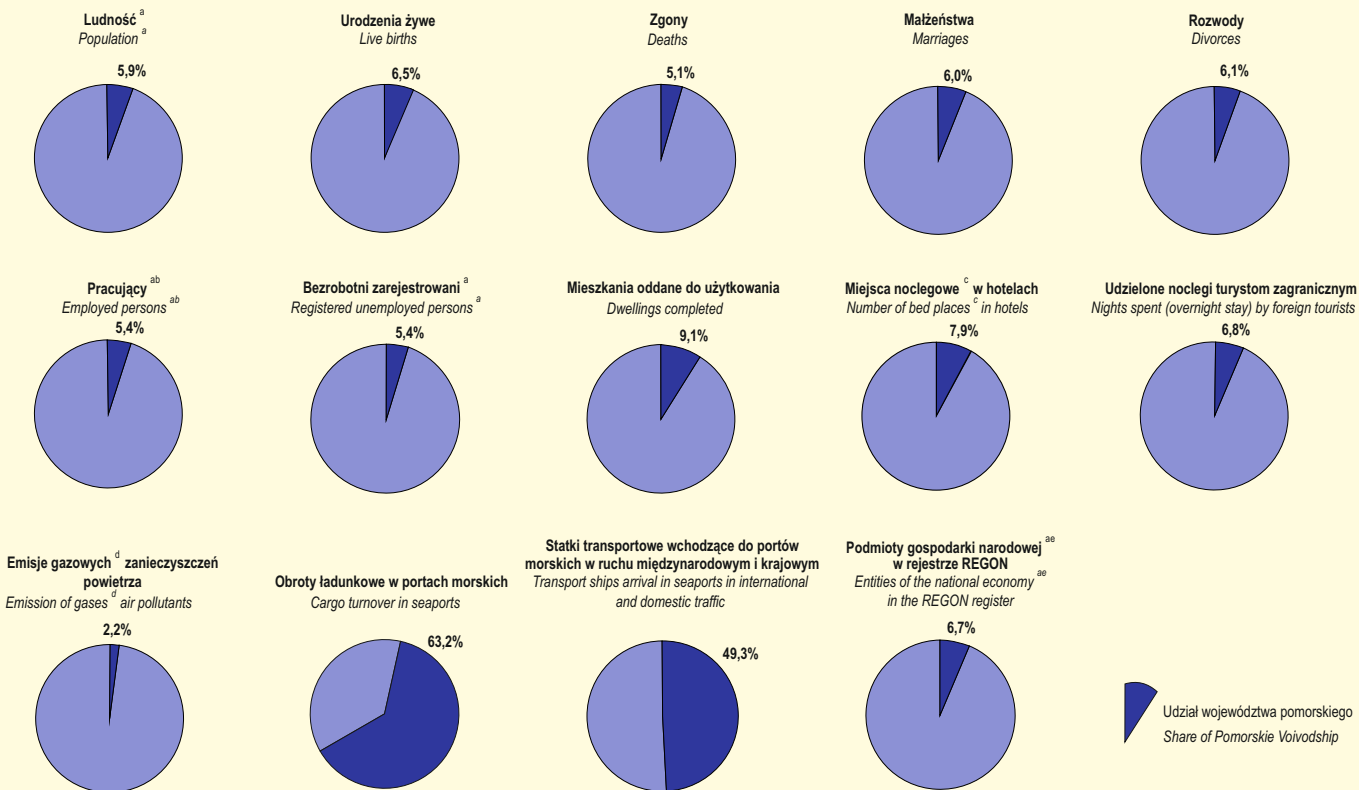 Ludność a
Population a
5,9%
Urodzenia żywe
Live births
6,5%
Zgony
Deaths
5,1%
Małżeństwa
Marriages
6,0%
Rozwody
Divorces
6,1%
Pracujący ab
Employed persons ab
5,4%
Bezrobotni zarejestrowani a
Registered unemployed persons a
5,4%
Mieszkania oddane do użytkowania
Dwellings completed
9,1%
Miejsca noclegowe c w hotelach
Number of bed places c in hotels
7,9%
Udzielone noclegi turystom zagranicznym
Nights spent (overnight stay) by foreign tourists
6,8%
Emisje gazowych d zanieczyszczeń
powietrza
Emission of gases d air pollutants
2,2%
Obroty ładunkowe w portach morskich
Cargo turnover in seaports
63,2%
Statki transportowe wchodzące do portów
morskich w ruchu międzynarodowym i krajowym
Transport ships arrival in seaports in international
and domestic traffic
49,3%
Podmioty gospodarki narodowej ae
w rejestrze REGON
Entities of the national economy ae
in the REGON register
6,7%
Udział województwa pomorskiego
Share of Pomorskie Voivodship